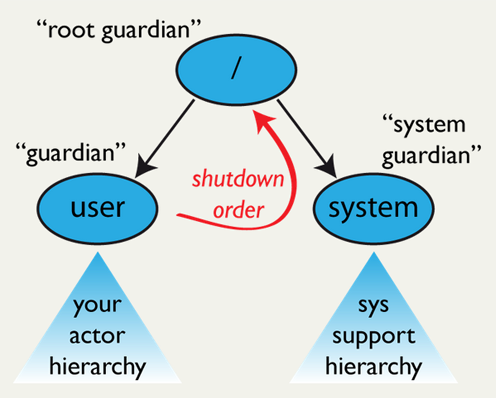 “root guardian”
/
“guardian”
“system
guardian”
shutdown
order
user
system
your
actor
hierarchy
sys
support
hierarchy